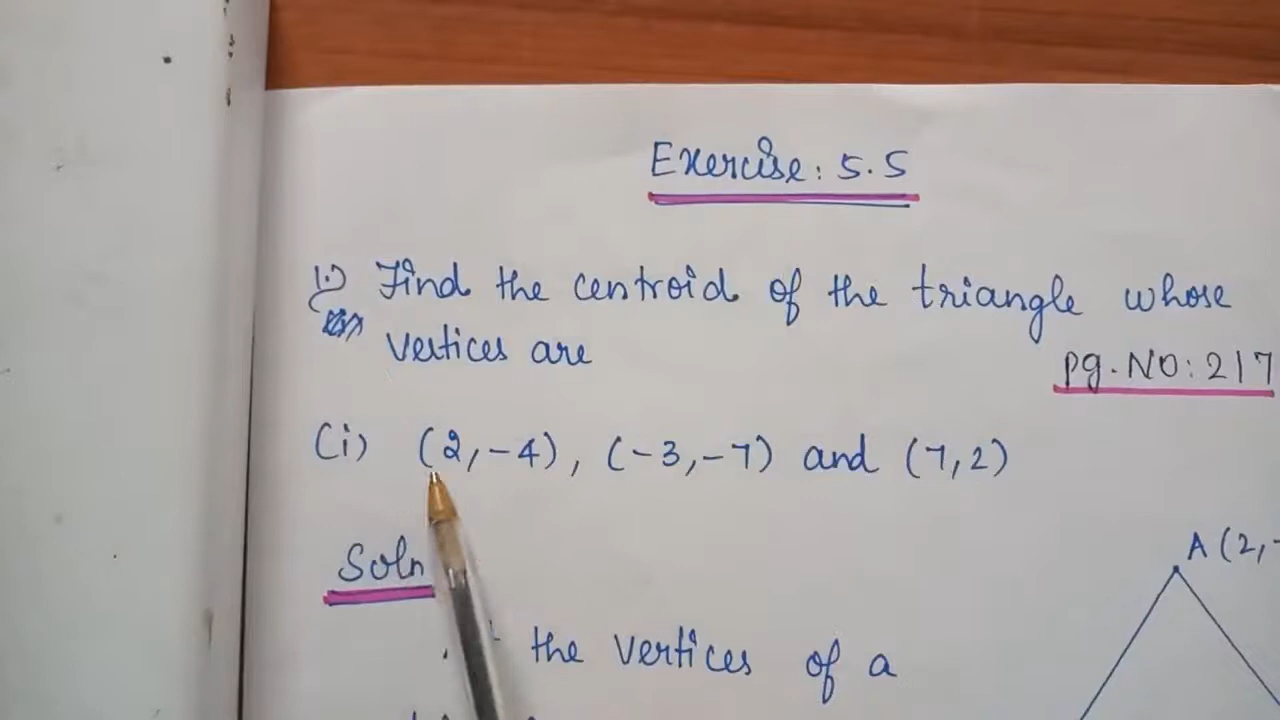 Exercise: 5.5
1.) Find the centroid of the triangle whose
vertices are
pg. NO: 217
(i) (2,-4), (-3,-7) and (7,2)
Soln
A (2,-
the vertices of a